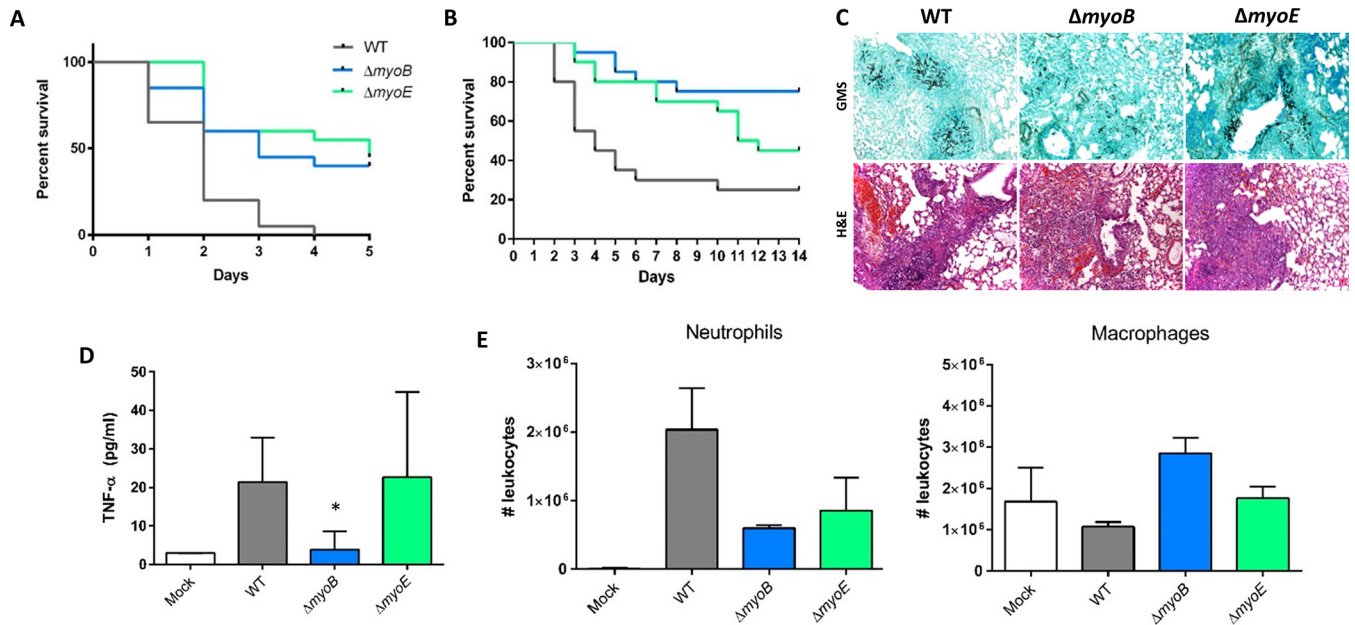 A
Percent survival
100
50
0
0 1 2 3 4 5
Days
WT
ΔmyoB
ΔmyoE
B
Percent survival
100
80
60
40
20
0
0 1 2 3 4 5 6 7 8 9 10 11 12 13 14
Days
C
WT ΔmyoB ΔmyoE
GMS
H&E
D
TNF-α (pg/ml)
50
40
30
20
10
0
*
Mock WT ΔmyoB ΔmyoE
E
Neutrophils
# leukocytes
3×10⁶
2×10⁶
1×10⁶
0
Mock WT ΔmyoB ΔmyoE
Macrophages
# leukocytes
5×10⁶
4×10⁶
3×10⁶
2×10⁶
1×10⁶
0
Mock WT ΔmyoB ΔmyoE